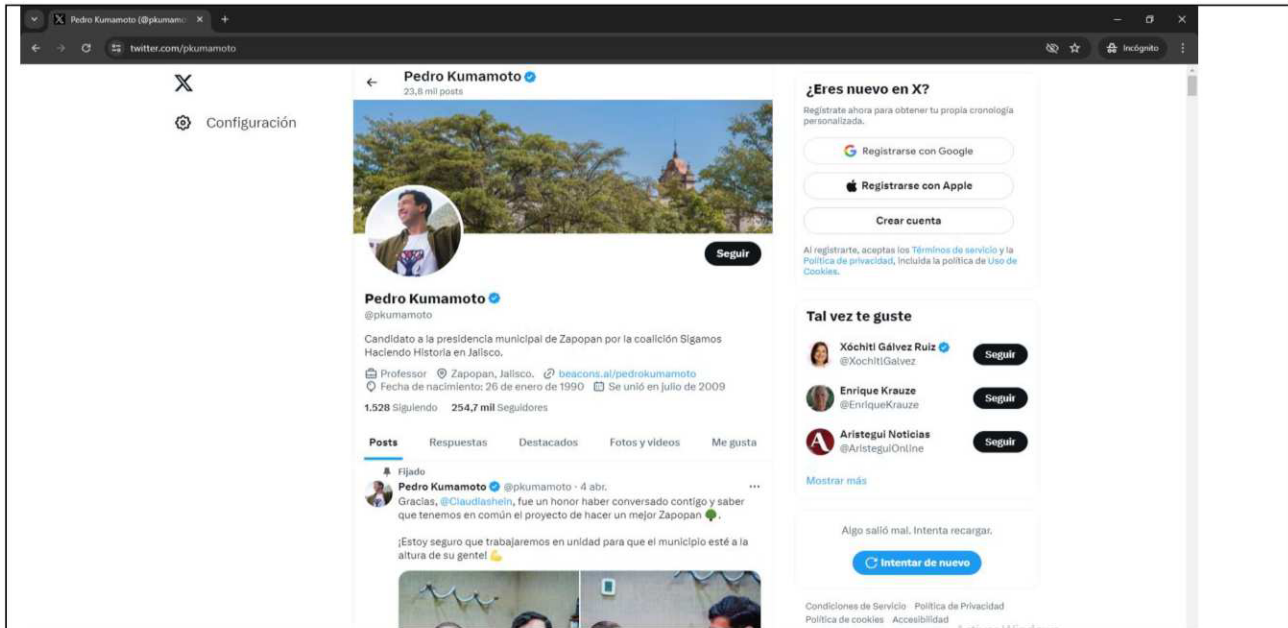 Pedro Kumamoto (@pkumamo
twitter.com/pkumamoto
Incógnito
X
Configuración
Pedro Kumamoto
23,8 mil posts
Seguir
Pedro Kumamoto
@pkumamoto
Candidato a la presidencia municipal de Zapopan por la coalición Sigamos
Haciendo Historia en Jalisco.
Professor Zapopan, Jalisco. beacons.ai/pedrokumamoto
Fecha de nacimiento: 26 de enero de 1990 Se unió en julio de 2009
1.528 Siguiendo 254,7 mil Seguidores
Posts Respuestas Destacados Fotos y videos Me gusta
Fijado
Pedro Kumamoto @pkumamoto · 4 abr.
Gracias, @Claudiashein, fue un honor haber conversado contigo y saber
que tenemos en común el proyecto de hacer un mejor Zapopan 🌳.
¡Estoy seguro que trabajaremos en unidad para que el municipio esté a la
altura de su gente! 💪
¿Eres nuevo en X?
Regístrate ahora para obtener tu propia cronología
personalizada.
Registrarse con Google
Registrarse con Apple
Crear cuenta
Al registrarte, aceptas los Términos de servicio y la
Política de privacidad, incluida la política de Uso de
Cookies.
Tal vez te guste
Xóchitl Gálvez Ruiz
@XochitlGalvez
Seguir
Enrique Krauze
@EnriqueKrauze
Seguir
Aristegui Noticias
@AristeguiOnline
Seguir
Mostrar más
Algo salió mal. Intenta recargar.
Intentar de nuevo
Condiciones de Servicio Política de Privacidad
Política de cookies Accesibilidad